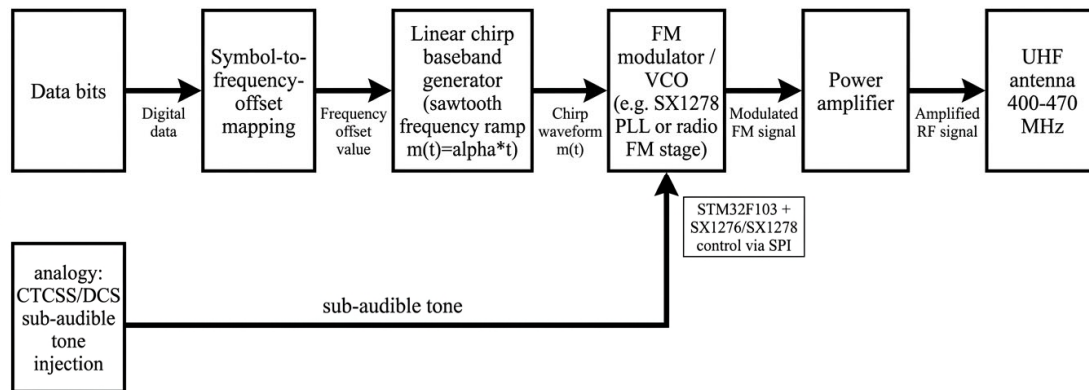 Data bits
Digital
data
Symbol-to-
frequency-
offset
mapping
Frequency
offset
value
Linear chirp
baseband
generator
(sawtooth
frequency ramp
m(t)=alpha*t)
Chirp
waveform
m(t)
FM
modulator /
VCO
(e.g. SX1278
PLL or radio
FM stage)
Modulated
FM signal
Power
amplifier
Amplified
RF signal
UHF
antenna
400-470
MHz
STM32F103 +
SX1276/SX1278
control via SPI
analogy:
CTCSS/DCS
sub-audible
tone
injection
sub-audible tone